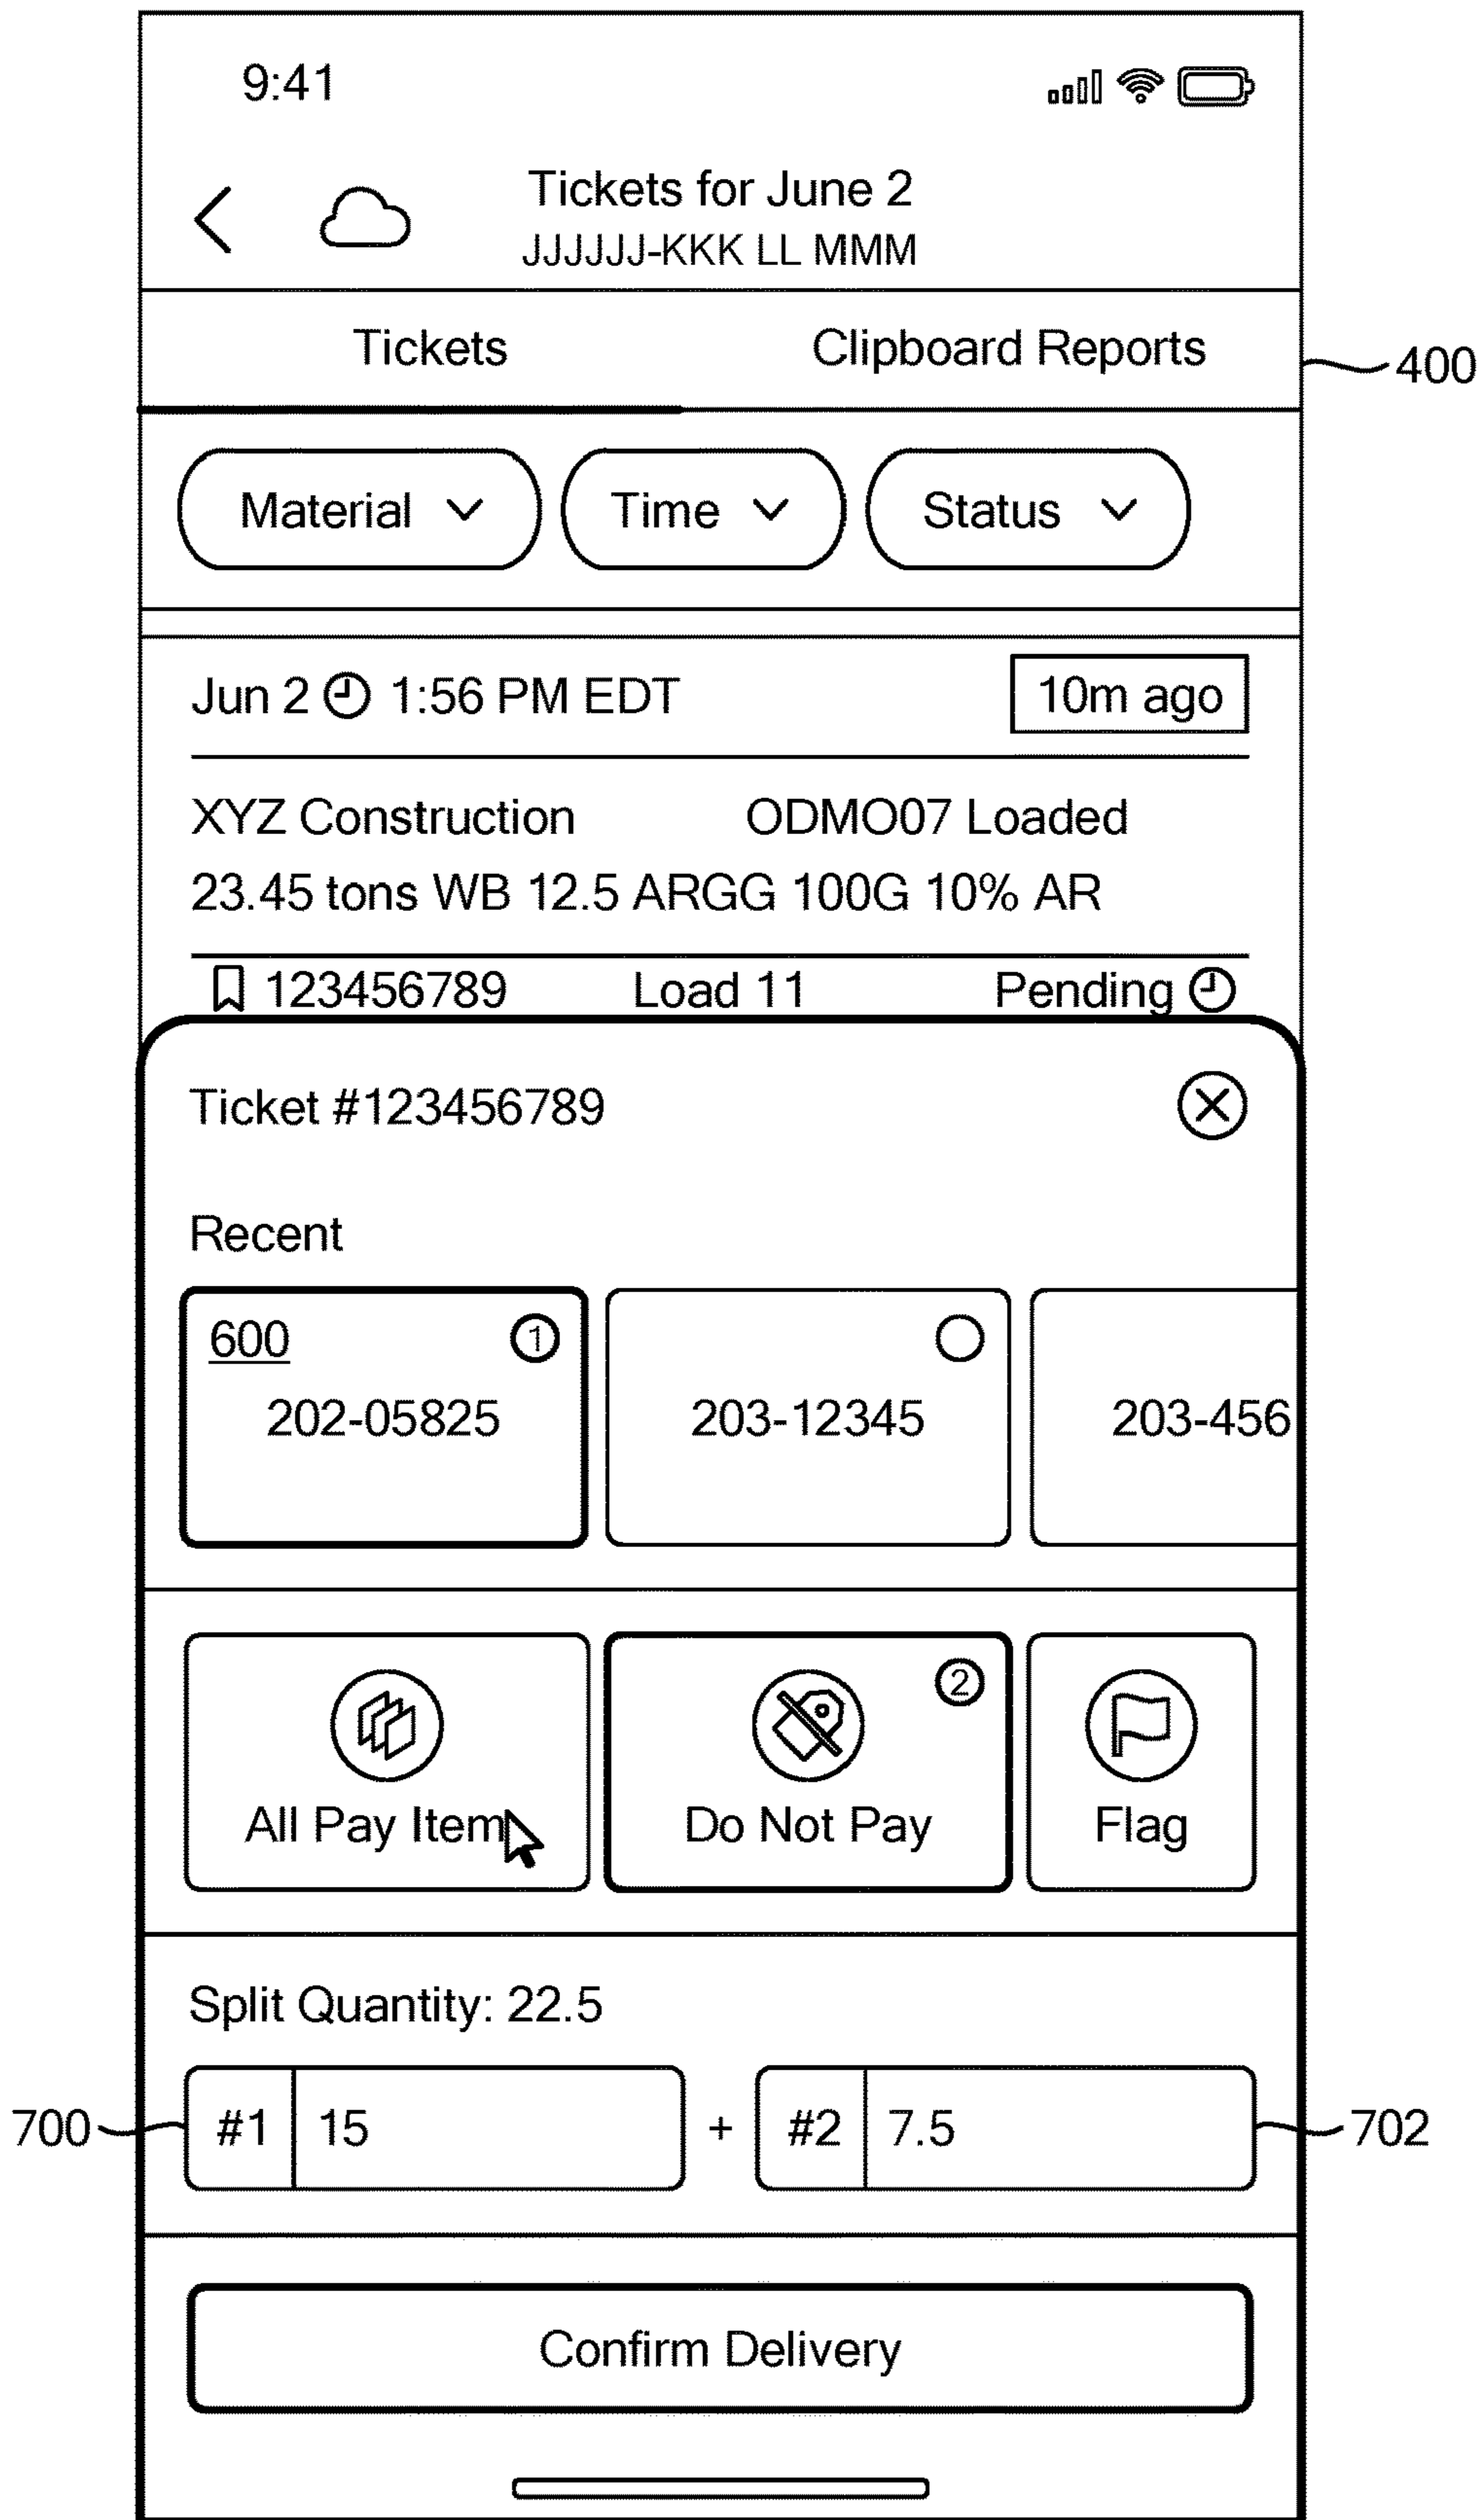 9:41
Tickets for June 2
JJJJJJ-KKK LL MMM
Tickets Clipboard Reports
400
Material Time Status
Jun 2 1:56 PM EDT 10m ago
XYZ Construction ODMO07 Loaded
23.45 tons WB 12.5 ARGG 100G 10% AR
123456789 Load 11 Pending
Ticket #123456789
Recent
600 1
202-05825 203-12345 203-456
2
All Pay Item Do Not Pay Flag
Split Quantity: 22.5
700 #1 15 + #2 7.5 702
Confirm Delivery